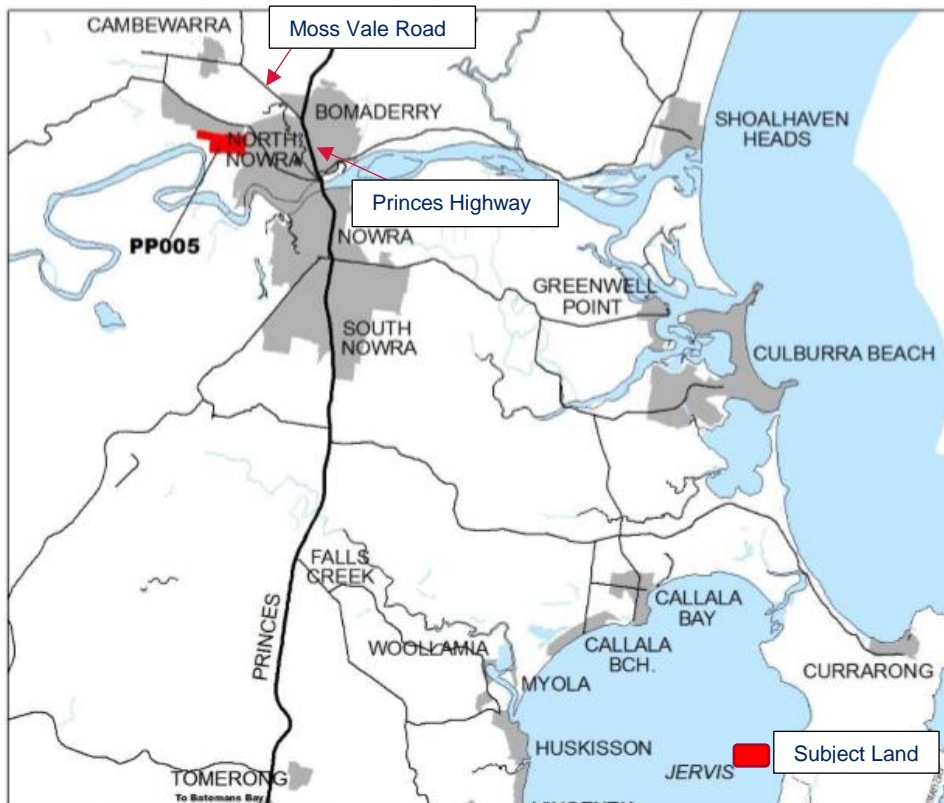 CAMBEWARRA
Moss Vale Road
BOMADERRY
SHOALHAVEN
HEADS
NORTH
NOWRA
Princes Highway
PP005
NOWRA
GREENWELL
POINT
SOUTH
NOWRA
CULBURRA BEACH
FALLS
CREEK
PRINCES
CALLALA
BAY
WOOLLAMIA
CALLALA
BCH.
CURRARONG
MYOLA
HUSKISSON
Subject Land
JERVIS
TOMERONG
To Batemans Bay